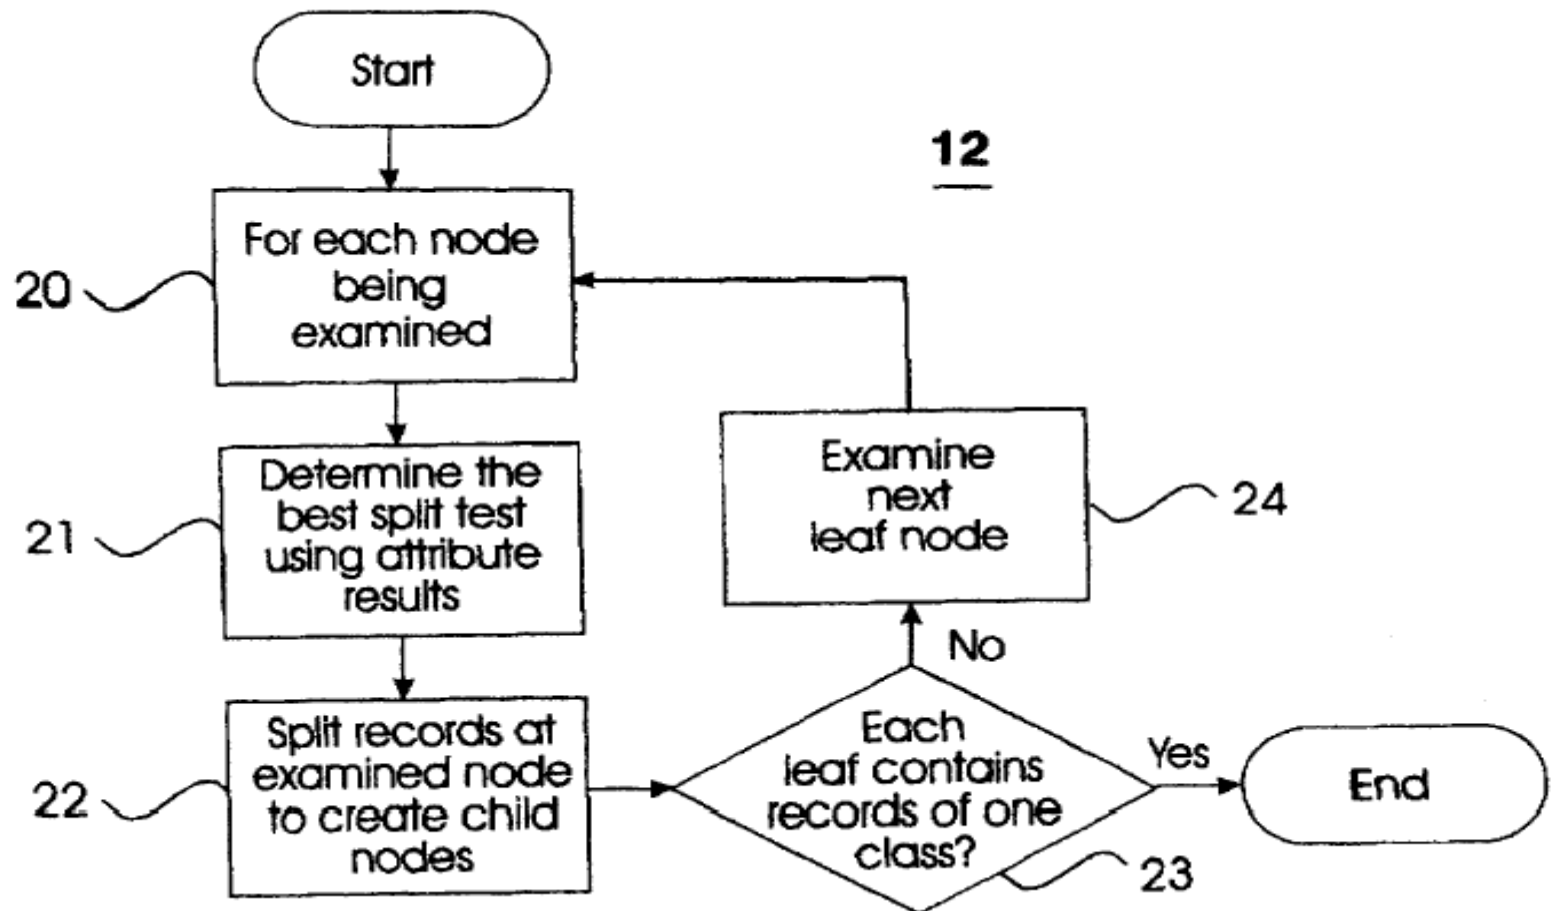 Start
12
For each node
being
examined
20
Determine the
best split test
using attribute
results
21
Split records at
examined node
to create child
nodes
22
Each
leaf contains
records of one
class?
23
No
Yes
Examine
next
leaf node
24
End